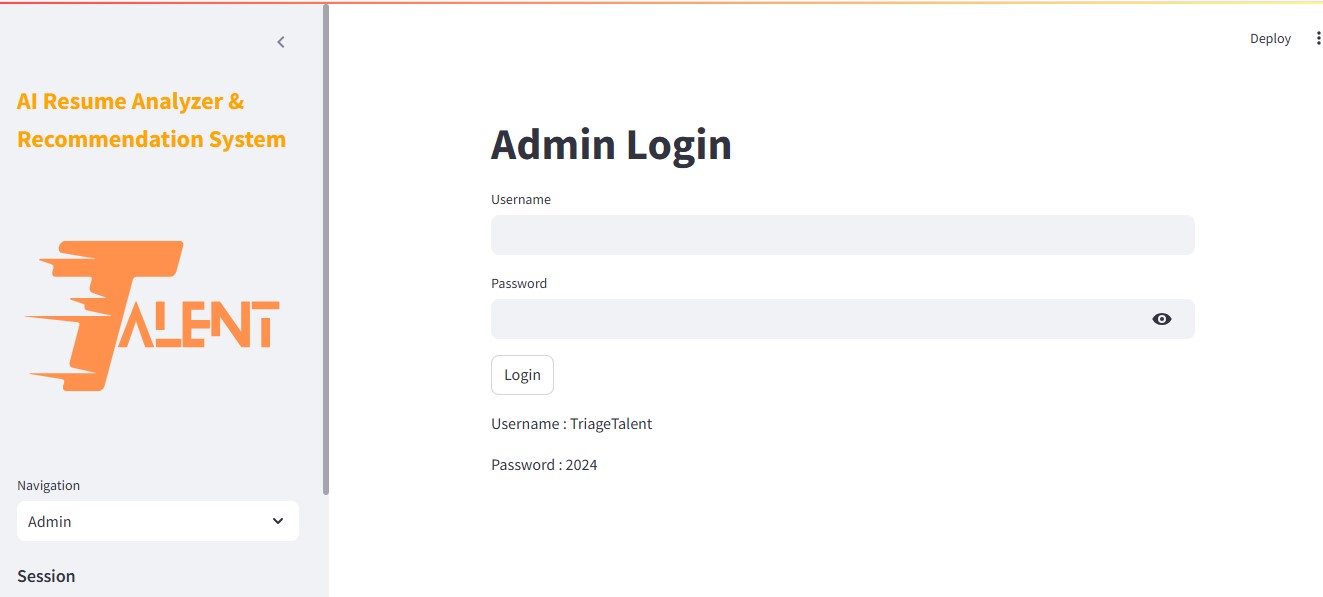 AI Resume Analyzer &
Recommendation System
TALENT
Navigation
Admin
Session
Deploy
Admin Login
Username
Password
Login
Username : TriageTalent
Password : 2024